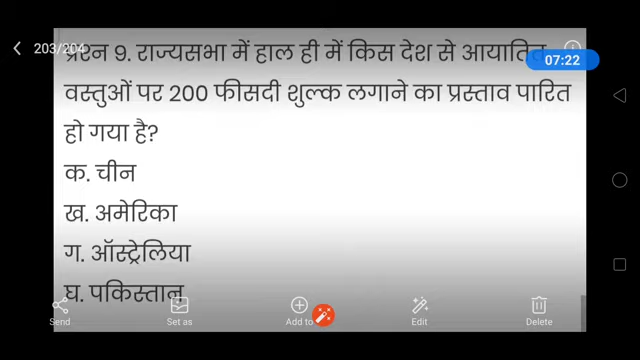 203/204
07:22
प्रश्न 9. राज्यसभा में हाल ही में किस देश से आयातित
वस्तुओं पर 200 फीसदी शुल्क लगाने का प्रस्ताव पारित
हो गया है?
क. चीन
ख. अमेरिका
ग. ऑस्ट्रेलिया
घ. पकिस्तान
Send
Set as
Add to
Edit
Delete